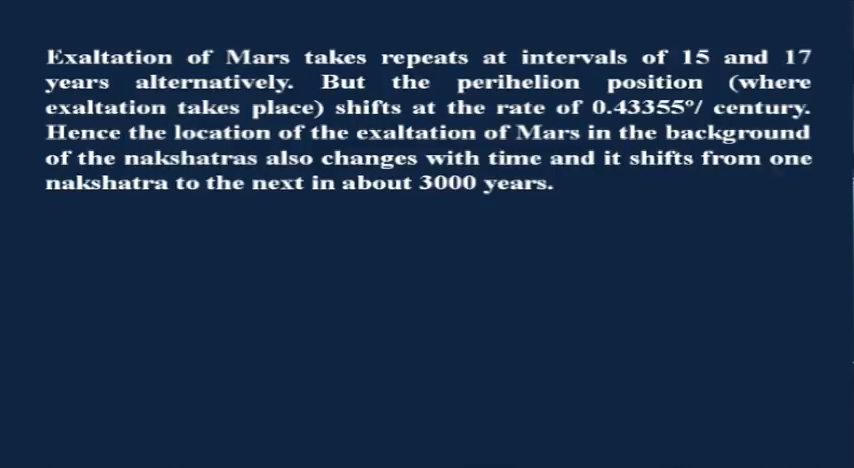 Exaltation of Mars takes repeats at intervals of 15 and 17
years alternatively. But the perihelion position (where
exaltation takes place) shifts at the rate of 0.43355º/ century.
Hence the location of the exaltation of Mars in the background
of the nakshatras also changes with time and it shifts from one
nakshatra to the next in about 3000 years.